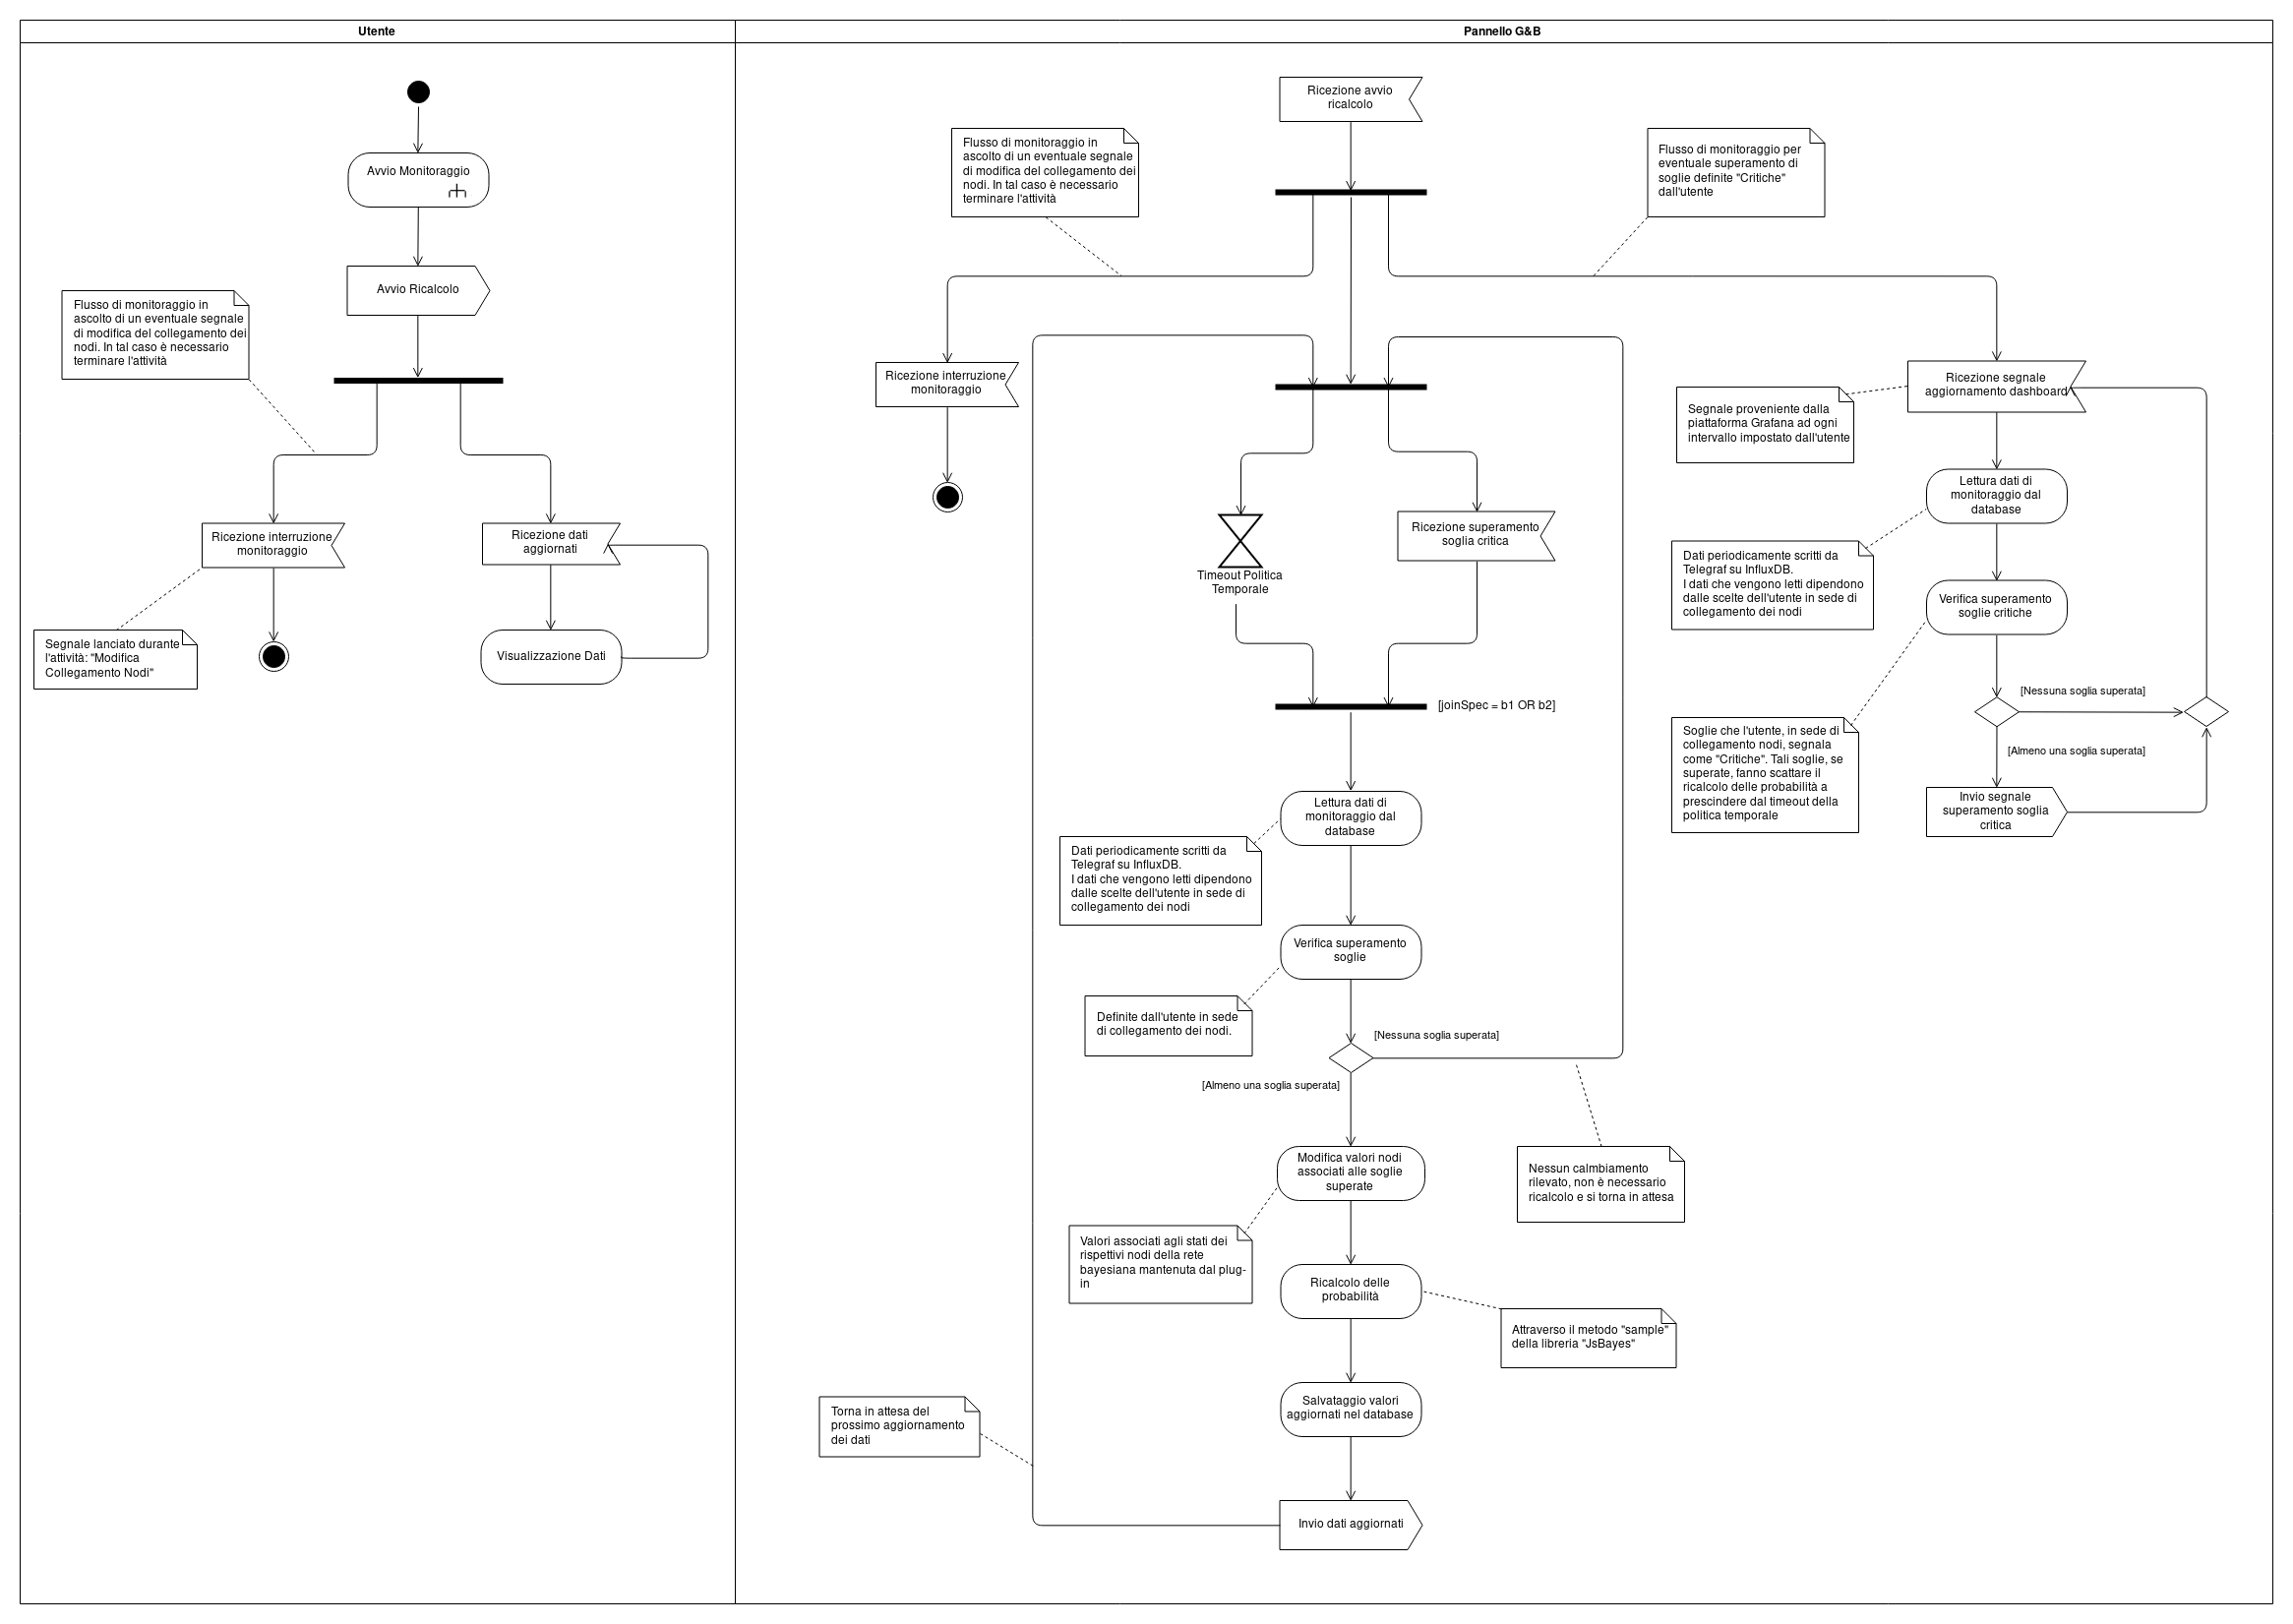 Utente
Pannello G&B
Avvio Monitoraggio
Avvio Ricalcolo
Flusso di monitoraggio in
ascolto di un eventuale segnale
di modifica del collegamento dei
nodi. In tal caso è necessario
terminare l'attività
Ricezione interruzione
monitoraggio
Ricezione dati
aggiornati
Segnale lanciato durante
l'attività: "Modifica
Collegamento Nodi"
Visualizzazione Dati
Ricezione avvio
ricalcolo
Flusso di monitoraggio in
ascolto di un eventuale segnale
di modifica del collegamento dei
nodi. In tal caso è necessario
terminare l'attività
Flusso di monitoraggio per
eventuale superamento di
soglie definite "Critiche"
dall'utente
Ricezione interruzione
monitoraggio
Ricezione segnale
aggiornamento dashboard
Segnale proveniente dalla
piattaforma Grafana ad ogni
intervallo impostato dall'utente
Lettura dati di
monitoraggio dal
database
Dati periodicamente scritti da
Telegraf su InfluxDB.
I dati che vengono letti dipendono
dalle scelte dell'utente in sede di
collegamento dei nodi
Verifica superamento
soglie critiche
[Nessuna soglia superata]
[Almeno una soglia superata]
Soglie che l'utente, in sede di
collegamento nodi, segnala
come "Critiche". Tali soglie, se
superate, fanno scattare il
ricalcolo delle probabilità a
prescindere dal timeout della
politica temporale
Invio segnale
superamento soglia
critica
Ricezione superamento
soglia critica
Timeout Politica
Temporale
[joinSpec = b1 OR b2]
Lettura dati di
monitoraggio dal
database
Dati periodicamente scritti da
Telegraf su InfluxDB.
I dati che vengono letti dipendono
dalle scelte dell'utente in sede di
collegamento dei nodi
Verifica superamento
soglie
Definite dall'utente in sede
di collegamento dei nodi.
[Nessuna soglia superata]
[Almeno una soglia superata]
Modifica valori nodi
associati alle soglie
superate
Nessun calmbiamento
rilevato, non è necessario
ricalcolo e si torna in attesa
Valori associati agli stati dei
rispettivi nodi della rete
bayesiana mantenuta dal plug-
in
Ricalcolo delle
probabilità
Attraverso il metodo "sample"
della libreria "JsBayes"
Salvataggio valori
aggiornati nel database
Torna in attesa del
prossimo aggiornamento
dei dati
Invio dati aggiornati